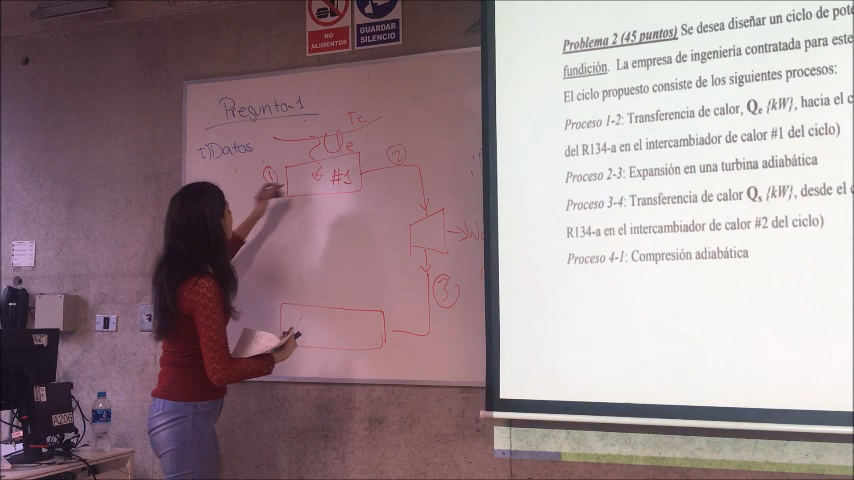 NO
ALIMENTOS
GUARDAR
SILENCIO
Pregunta 1
I) Datos
Tc
Qe
①
#1
②
③
A206
Problema 2 (45 puntos) Se desea diseñar un ciclo de
fundición. La empresa de ingeniería contratada para este
El ciclo propuesto consiste de los siguientes procesos:
Proceso 1-2: Transferencia de calor, Qe {kW}, hacia el
del R134-a en el intercambiador de calor #1 del ciclo)
Proceso 2-3: Expansión en una turbina adiabática
Proceso 3-4: Transferencia de calor Qs {kW}, desde el
R134-a en el intercambiador de calor #2 del ciclo)
Proceso 4-1: Compresión adiabática